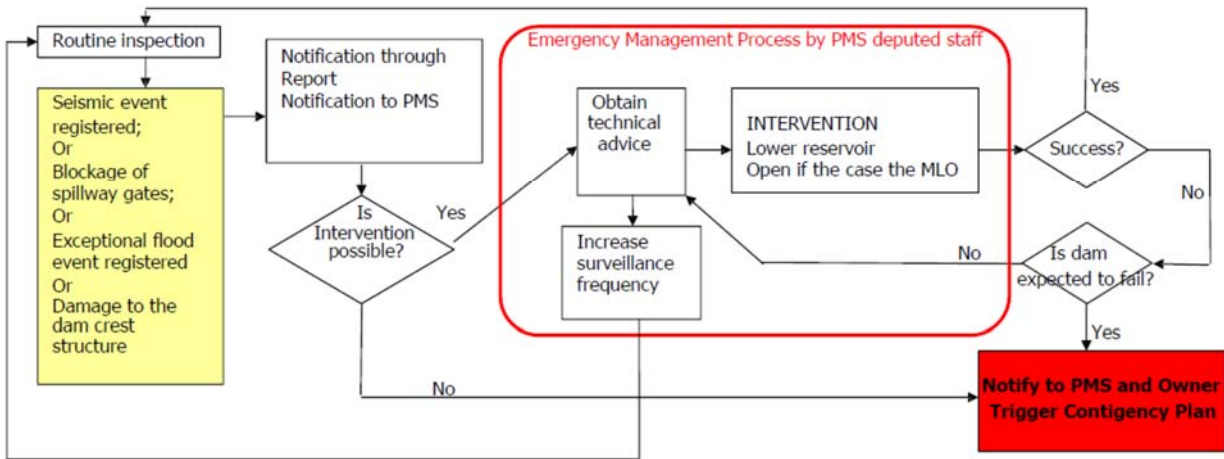 Routine inspection
Seismic event
registered;
Or
Blockage of
spillway gates;
Or
Exceptional flood
event registered
Or
Damage to the
dam crest
structure
Notification through
Report
Notification to PMS
Is
Intervention
possible?
Yes
No
Emergency Management Process by PMS deputed staff
Obtain
technical
advice
Increase
surveillance
frequency
INTERVENTION
Lower reservoir
Open if the case the MLO
Success?
Yes
No
Is dam
expected to fail?
No
Yes
Notify to PMS and Owner
Trigger Contigency Plan